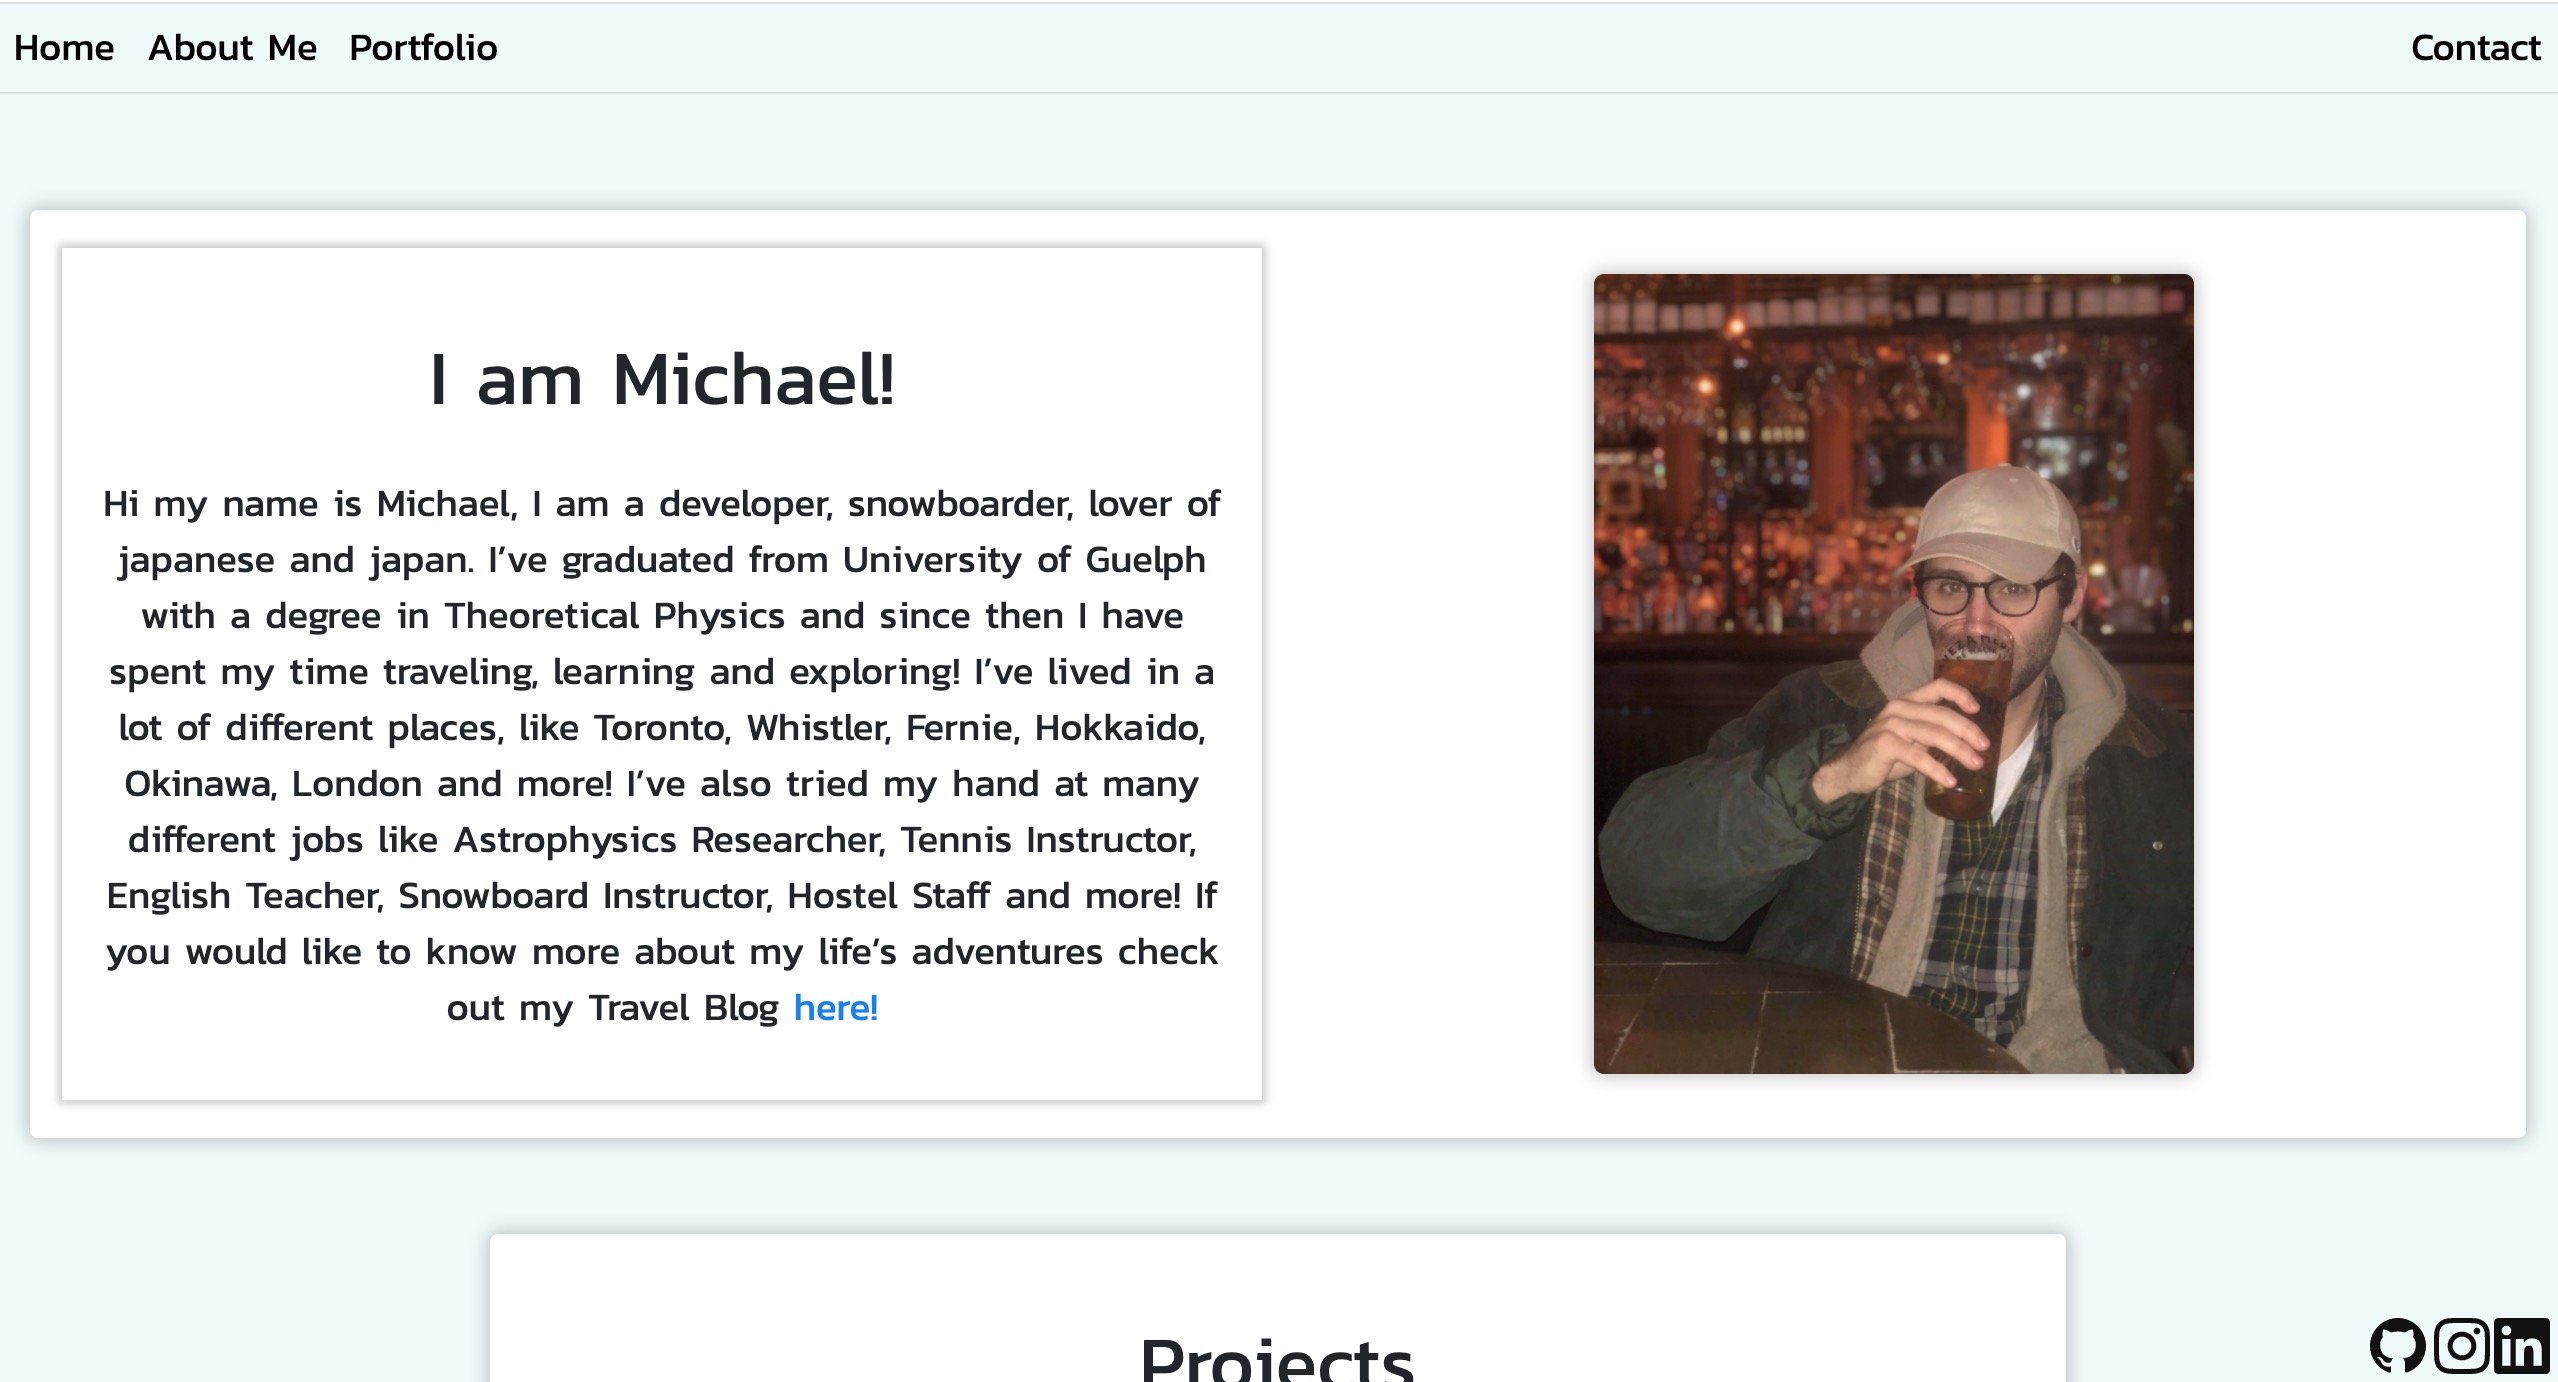 Home About Me Portfolio Contact
I am Michael!
Hi my name is Michael, I am a developer, snowboarder, lover of
japanese and japan. I’ve graduated from University of Guelph
with a degree in Theoretical Physics and since then I have
spent my time traveling, learning and exploring! I’ve lived in a
lot of different places, like Toronto, Whistler, Fernie, Hokkaido,
Okinawa, London and more! I’ve also tried my hand at many
different jobs like Astrophysics Researcher, Tennis Instructor,
English Teacher, Snowboard Instructor, Hostel Staff and more! If
you would like to know more about my life’s adventures check
out my Travel Blog here!
Projects
in